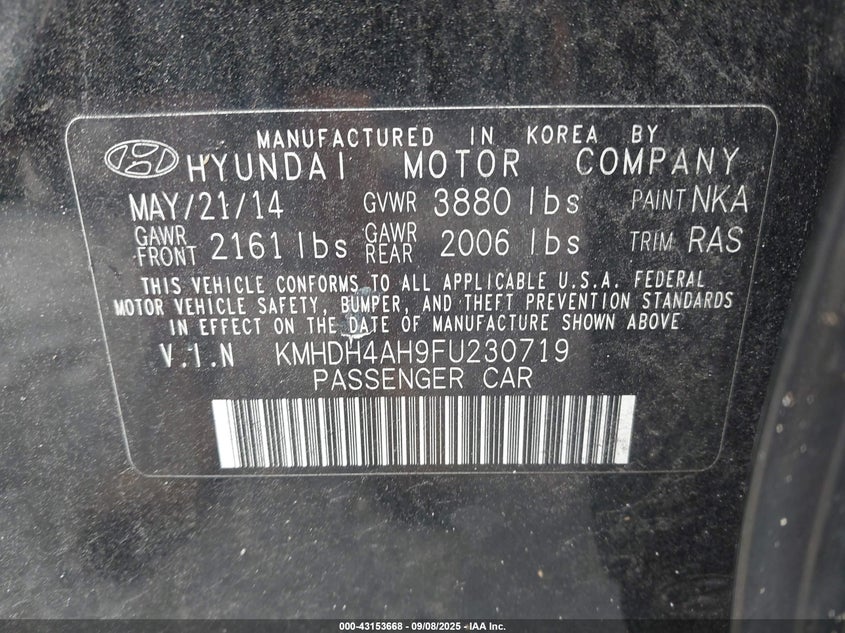 MANUFACTURED IN KOREA BY
HYUNDAI MOTOR COMPANY
MAY/21/14 GVWR 3880 lbs PAINT NKA
GAWR FRONT 2161 lbs GAWR REAR 2006 lbs TRIM RAS
THIS VEHICLE CONFORMS TO ALL APPLICABLE U.S.A. FEDERAL
MOTOR VEHICLE SAFETY, BUMPER, AND THEFT PREVENTION STANDARDS
IN EFFECT ON THE DATE OF MANUFACTURE SHOWN ABOVE
V.I.N KMHDH4AH9FU230719
PASSENGER CAR
000-43153668 - 09/08/2025 - IAA Inc.